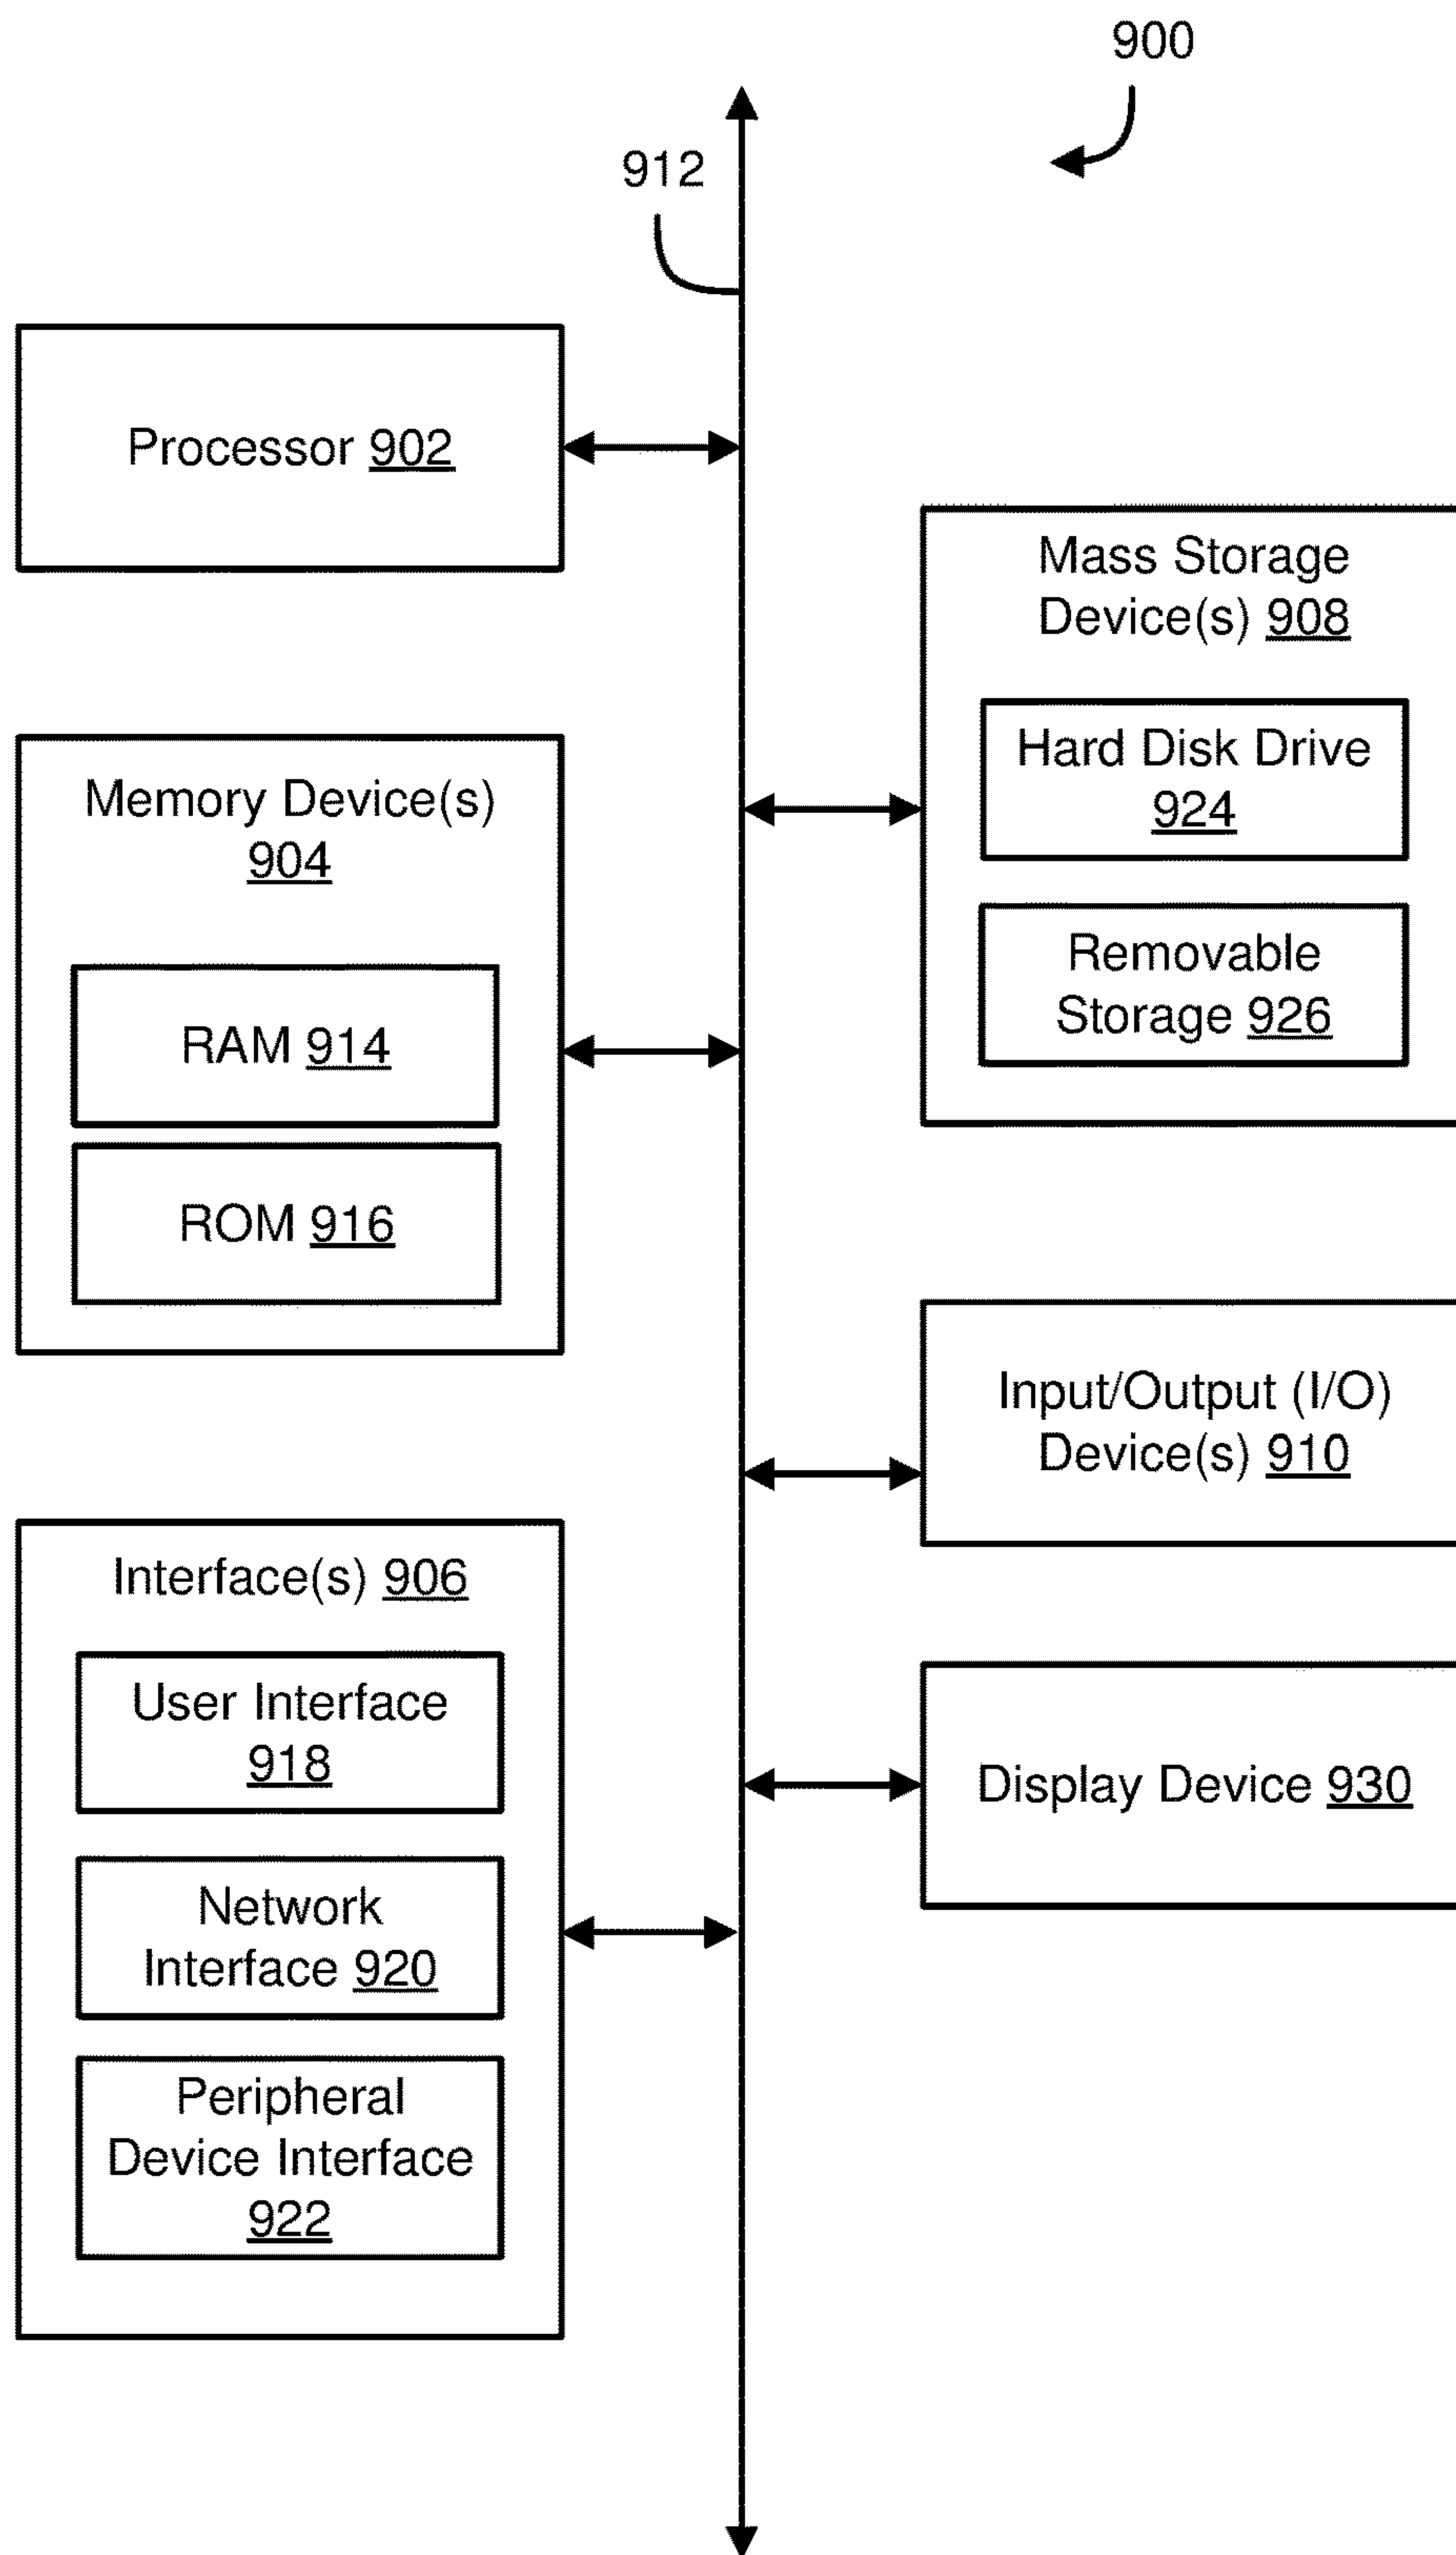 900
912
Processor 902
Memory Device(s)
904
RAM 914
ROM 916
Interface(s) 906
User Interface
918
Network
Interface 920
Peripheral
Device Interface
922
Mass Storage
Device(s) 908
Hard Disk Drive
924
Removable
Storage 926
Input/Output (I/O)
Device(s) 910
Display Device 930